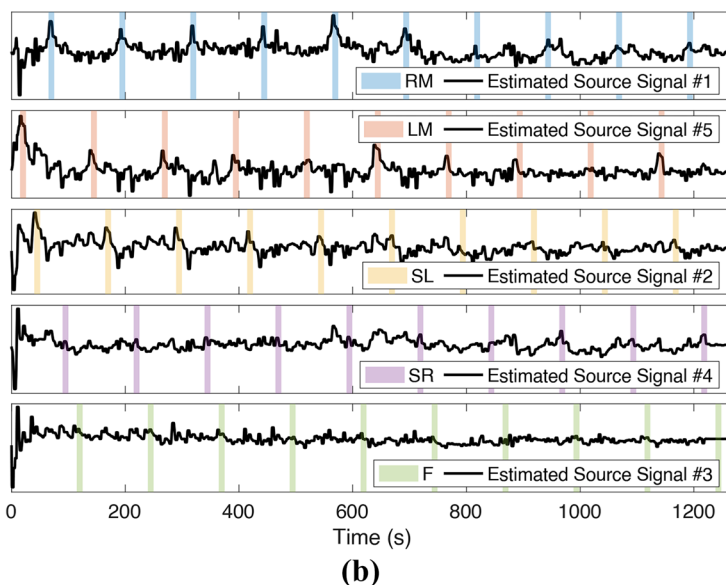 RM Estimated Source Signal #1
LM Estimated Source Signal #5
SL Estimated Source Signal #2
SR Estimated Source Signal #4
F Estimated Source Signal #3
0 200 400 600 800 1000 1200
Time (s)
(b)